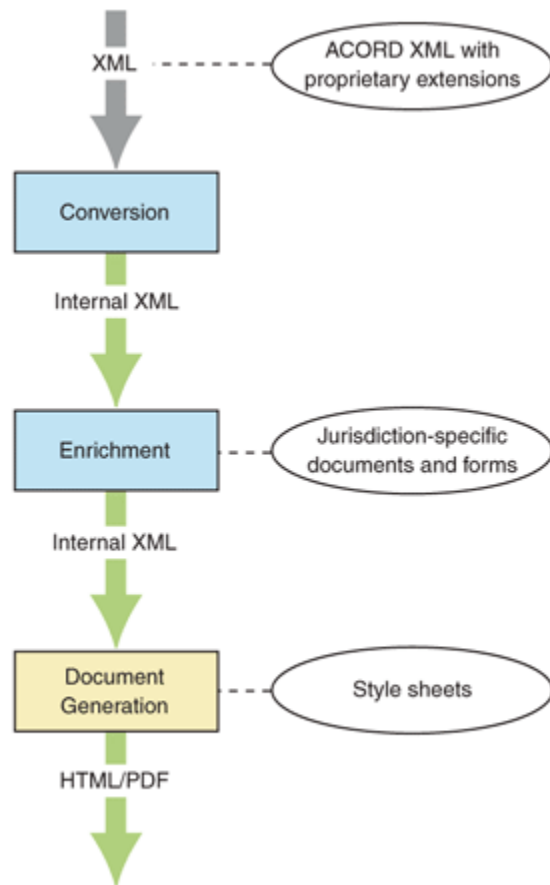 XML
ACORD XML with
proprietary extensions
Conversion
Internal XML
Enrichment
Jurisdiction-specific
documents and forms
Internal XML
Document
Generation
Style sheets
HTML/PDF